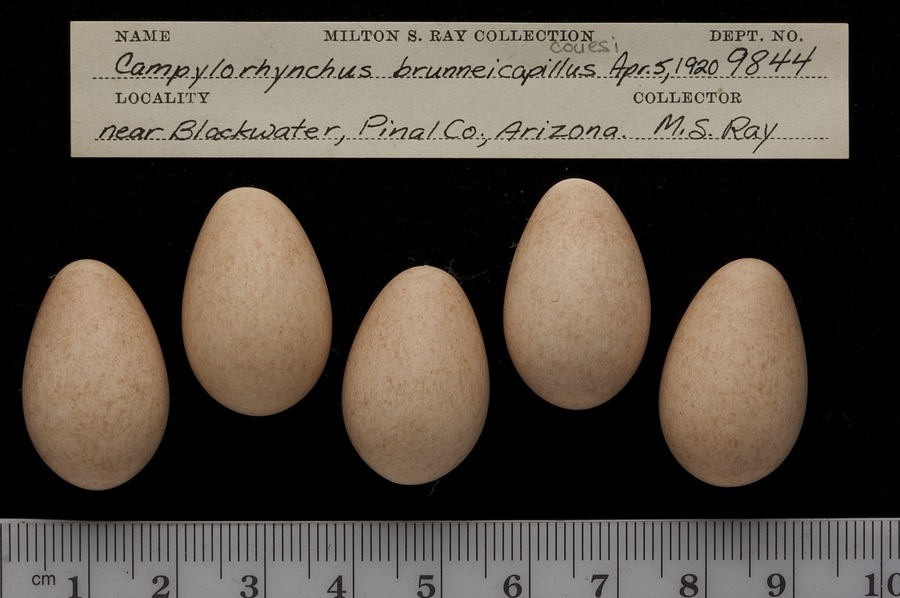 NAME MILTON S. RAY COLLECTION DEPT. NO.
couesi
Campylorhynchus brunneicapillus Apr. 5, 1920 9844
LOCALITY COLLECTOR
near Blackwater, Pinal Co., Arizona. M.S. Ray
cm 1 2 3 4 5 6 7 8 9 10